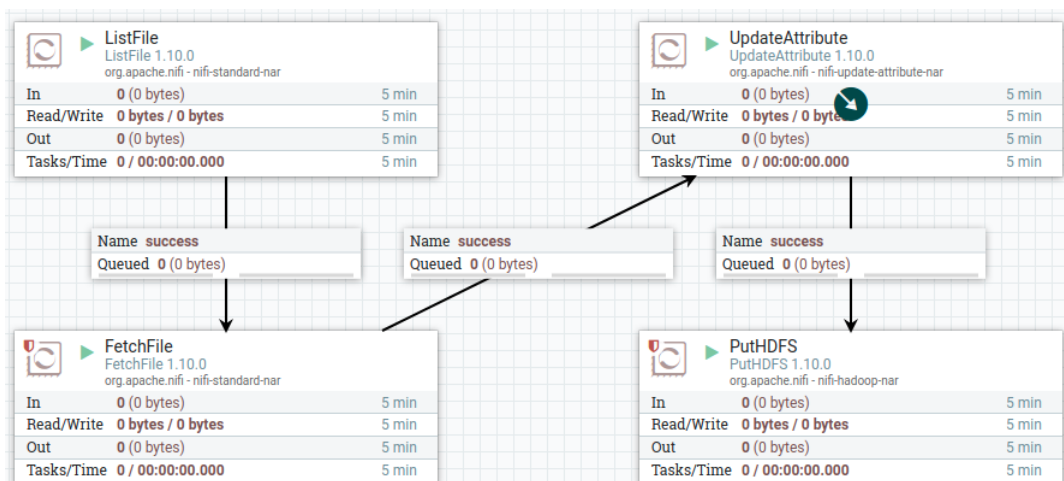 ListFile
ListFile 1.10.0
org.apache.nifi - nifi-standard-nar
In 0 (0 bytes) 5 min
Read/Write 0 bytes / 0 bytes 5 min
Out 0 (0 bytes) 5 min
Tasks/Time 0 / 00:00:00.000 5 min
UpdateAttribute
UpdateAttribute 1.10.0
org.apache.nifi - nifi-update-attribute-nar
In 0 (0 bytes) 5 min
Read/Write 0 bytes / 0 bytes 5 min
Out 0 (0 bytes) 5 min
Tasks/Time 0 / 00:00:00.000 5 min
Name success
Queued 0 (0 bytes)
Name success
Queued 0 (0 bytes)
Name success
Queued 0 (0 bytes)
FetchFile
FetchFile 1.10.0
org.apache.nifi - nifi-standard-nar
In 0 (0 bytes) 5 min
Read/Write 0 bytes / 0 bytes 5 min
Out 0 (0 bytes) 5 min
Tasks/Time 0 / 00:00:00.000 5 min
PutHDFS
PutHDFS 1.10.0
org.apache.nifi - nifi-hadoop-nar
In 0 (0 bytes) 5 min
Read/Write 0 bytes / 0 bytes 5 min
Out 0 (0 bytes) 5 min
Tasks/Time 0 / 00:00:00.000 5 min